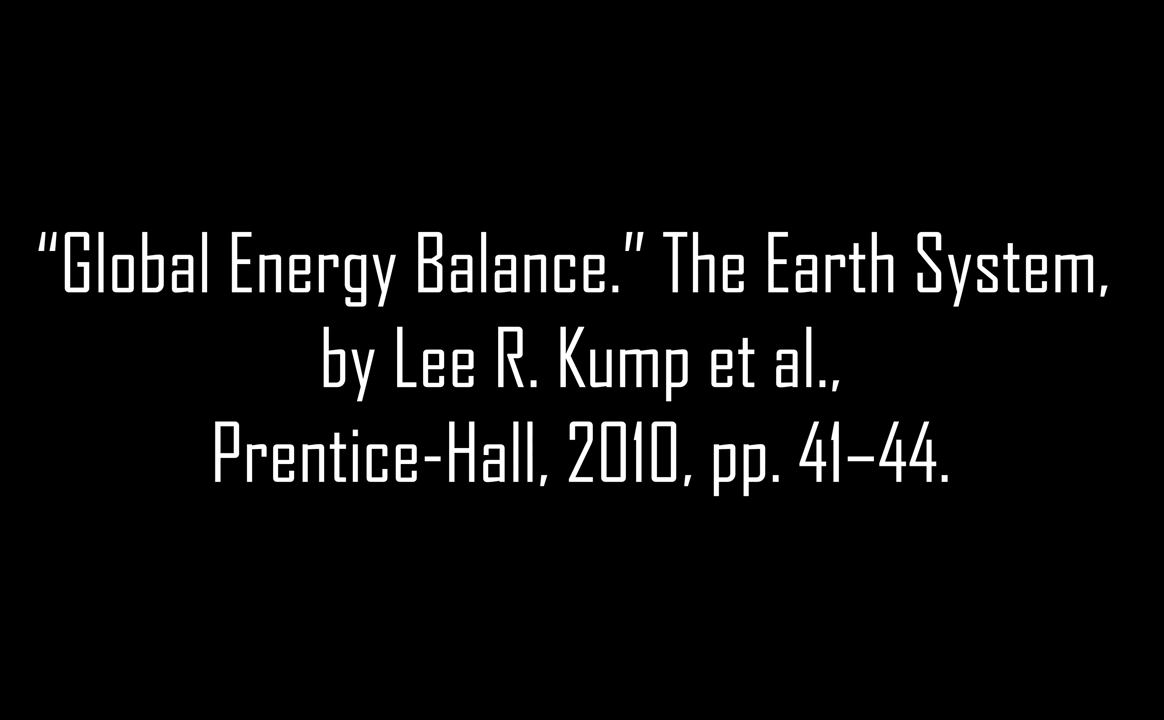 “Global Energy Balance.” The Earth System,
by Lee R. Kump et al.,
Prentice-Hall, 2010, pp. 41–44.